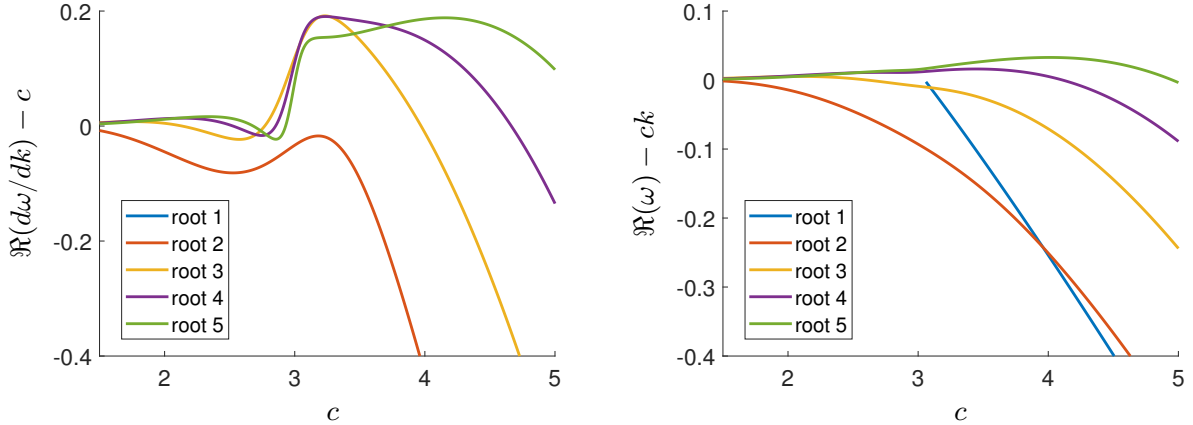 0.2
0
-0.2
-0.4
ℜ(dω/dk) − c
root 1
root 2
root 3
root 4
root 5
2
3
4
5
c
0.1
0
-0.1
-0.2
-0.3
-0.4
ℜ(ω) − ck
root 1
root 2
root 3
root 4
root 5
2
3
4
5
c